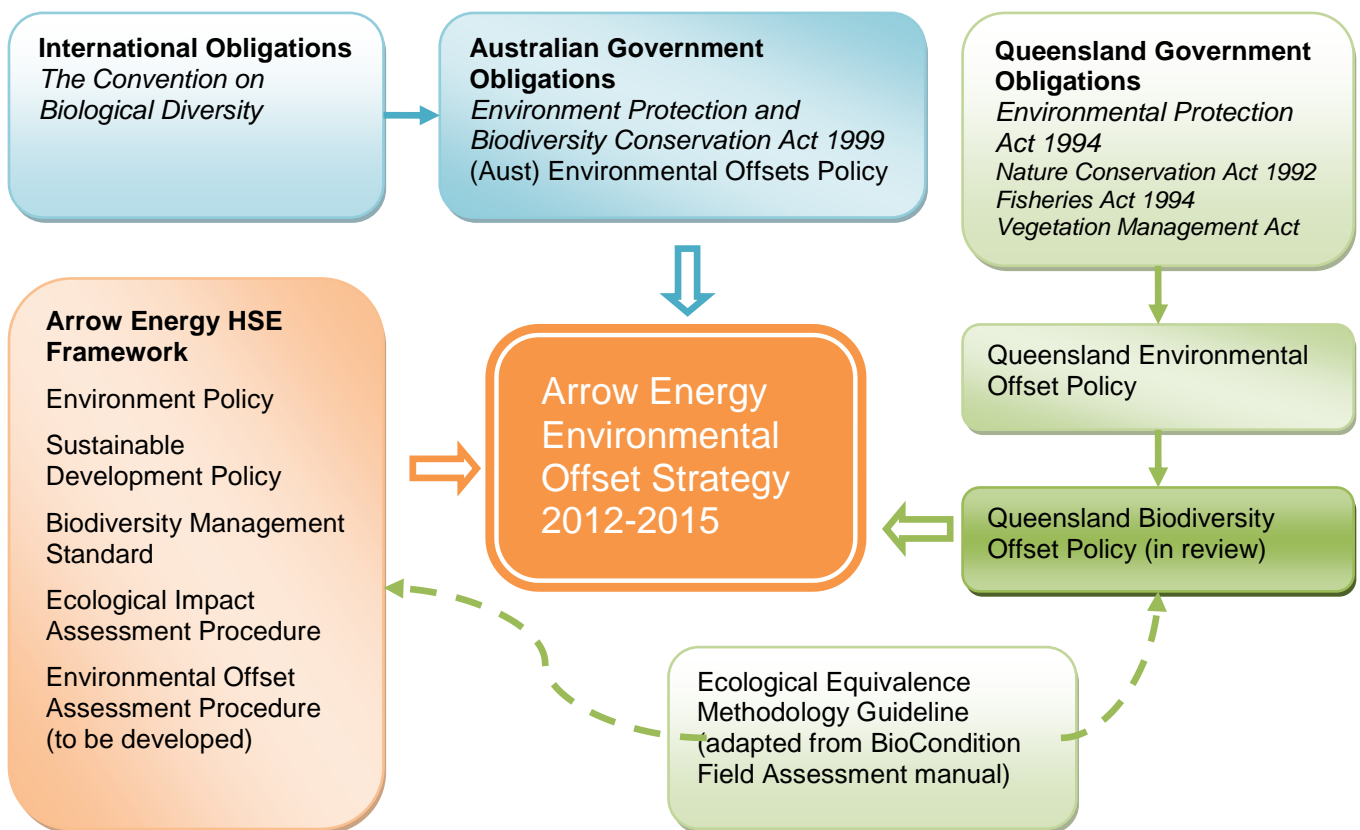 International Obligations
The Convention on
Biological Diversity
Australian Government
Obligations
Environment Protection and
Biodiversity Conservation Act 1999
(Aust) Environmental Offsets Policy
Queensland Government
Obligations
Environmental Protection
Act 1994
Nature Conservation Act 1992
Fisheries Act 1994
Vegetation Management Act
Arrow Energy HSE
Framework
Environment Policy
Sustainable
Development Policy
Biodiversity Management
Standard
Ecological Impact
Assessment Procedure
Environmental Offset
Assessment Procedure
(to be developed)
Arrow Energy
Environmental
Offset Strategy
2012-2015
Queensland Environmental
Offset Policy
Queensland Biodiversity
Offset Policy (in review)
Ecological Equivalence
Methodology Guideline
(adapted from BioCondition
Field Assessment manual)